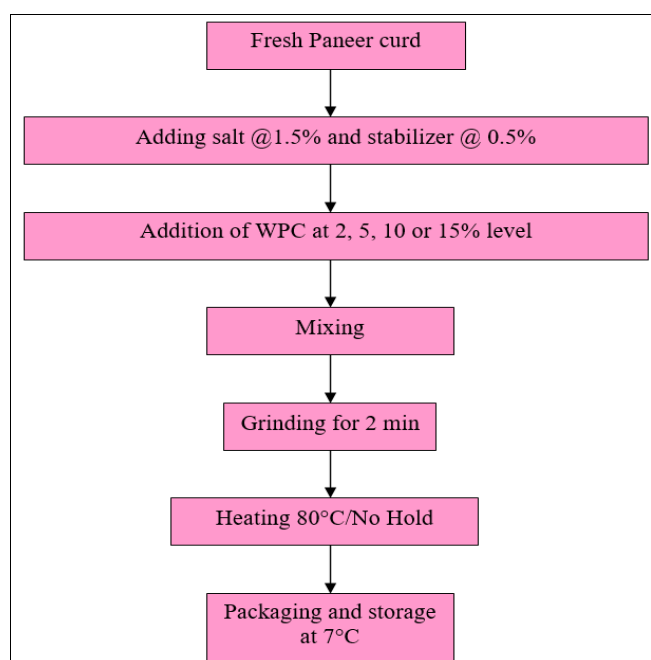 Fresh Paneer curd
Adding salt @1.5% and stabilizer @ 0.5%
Addition of WPC at 2, 5, 10 or 15% level
Mixing
Grinding for 2 min
Heating 80°C/No Hold
Packaging and storage
at 7°C